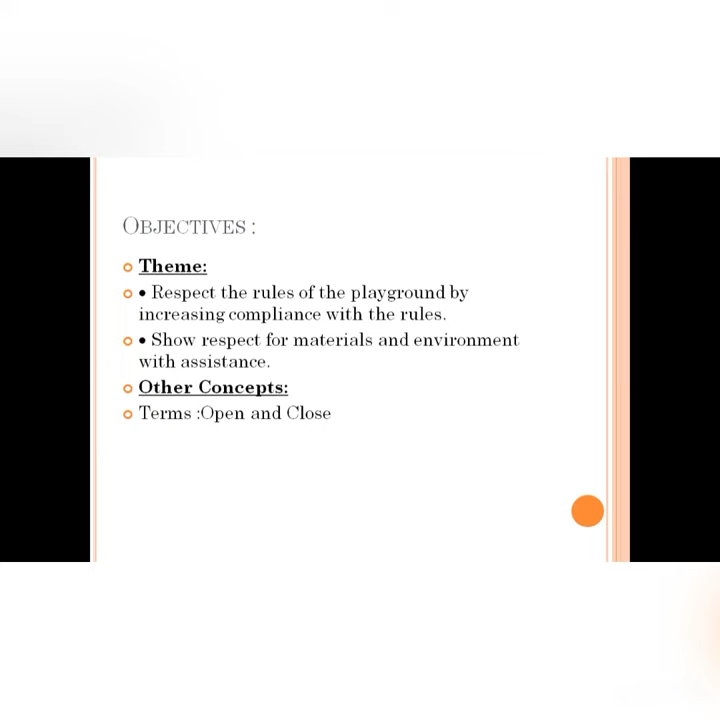 OBJECTIVES :
Theme:
• Respect the rules of the playground by
increasing compliance with the rules.
• Show respect for materials and environment
with assistance.
Other Concepts:
Terms :Open and Close